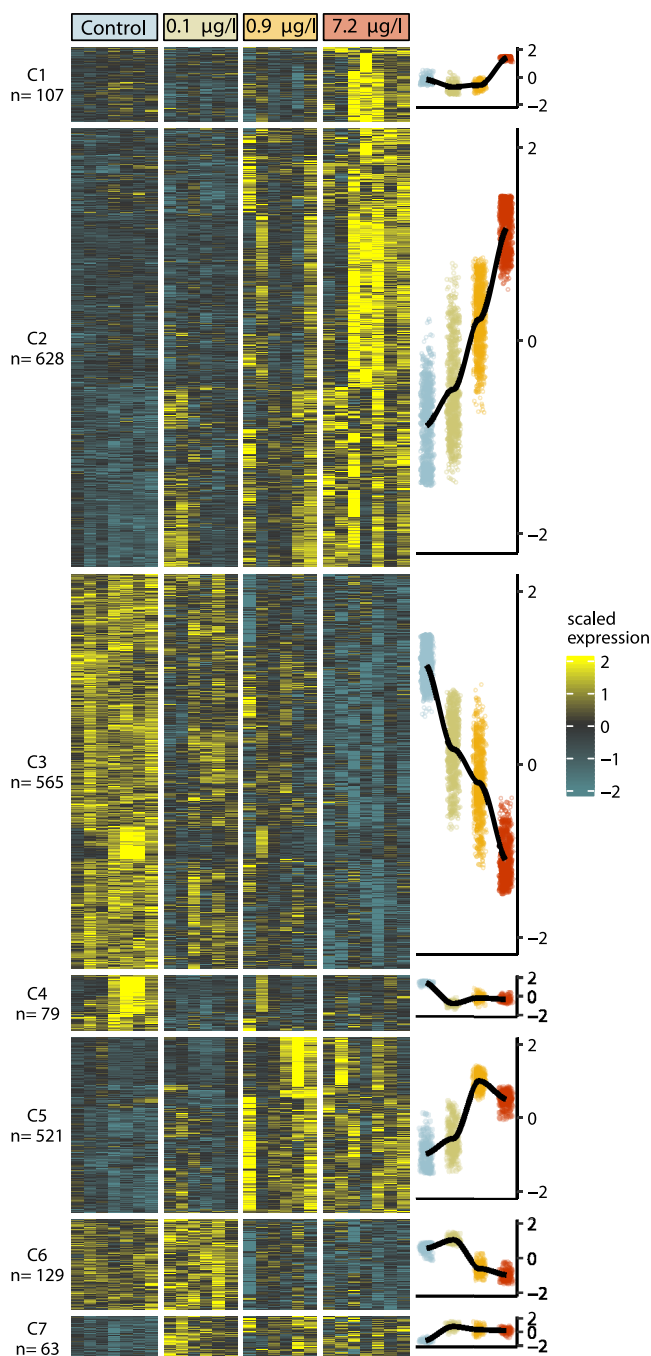 Control 0.1 µg/l 0.9 µg/l 7.2 µg/l
C1
n= 107
2
0
−2
C2
n= 628
2
0
−2
C3
n= 565
2
0
−2
scaled
expression
2
1
0
−1
−2
C4
n= 79
2
0
−2
C5
n= 521
2
0
−2
C6
n= 129
2
0
−2
C7
n= 63
2
0
−2